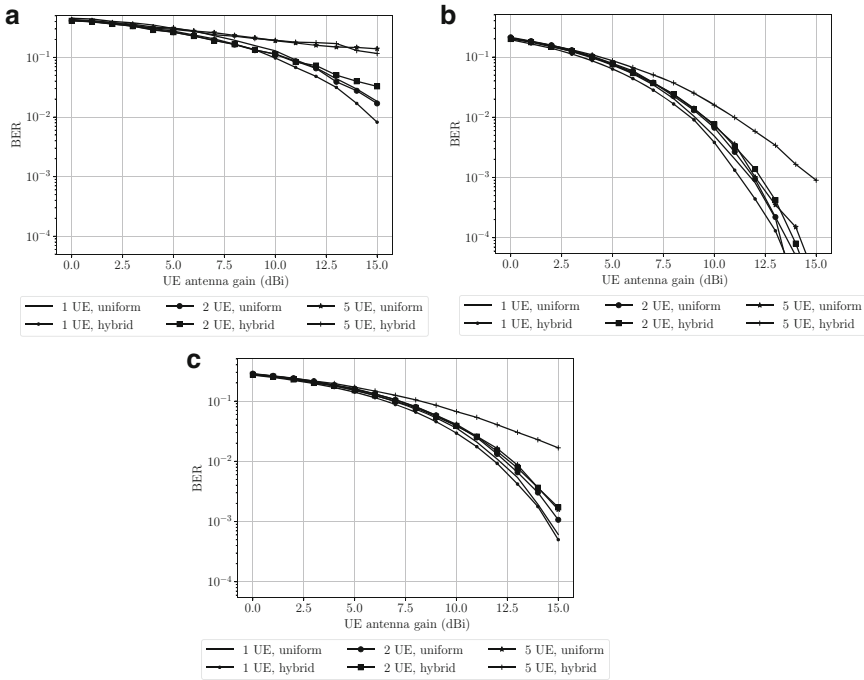 a
10⁻¹
10⁻²
10⁻³
10⁻⁴
BER
0.0 2.5 5.0 7.5 10.0 12.5 15.0
UE antenna gain (dBi)
1 UE, uniform 2 UE, uniform 5 UE, uniform
1 UE, hybrid 2 UE, hybrid 5 UE, hybrid
b
10⁻¹
10⁻²
10⁻³
10⁻⁴
BER
0.0 2.5 5.0 7.5 10.0 12.5 15.0
UE antenna gain (dBi)
1 UE, uniform 2 UE, uniform 5 UE, uniform
1 UE, hybrid 2 UE, hybrid 5 UE, hybrid
c
10⁻¹
10⁻²
10⁻³
10⁻⁴
BER
0.0 2.5 5.0 7.5 10.0 12.5 15.0
UE antenna gain (dBi)
1 UE, uniform 2 UE, uniform 5 UE, uniform
1 UE, hybrid 2 UE, hybrid 5 UE, hybrid